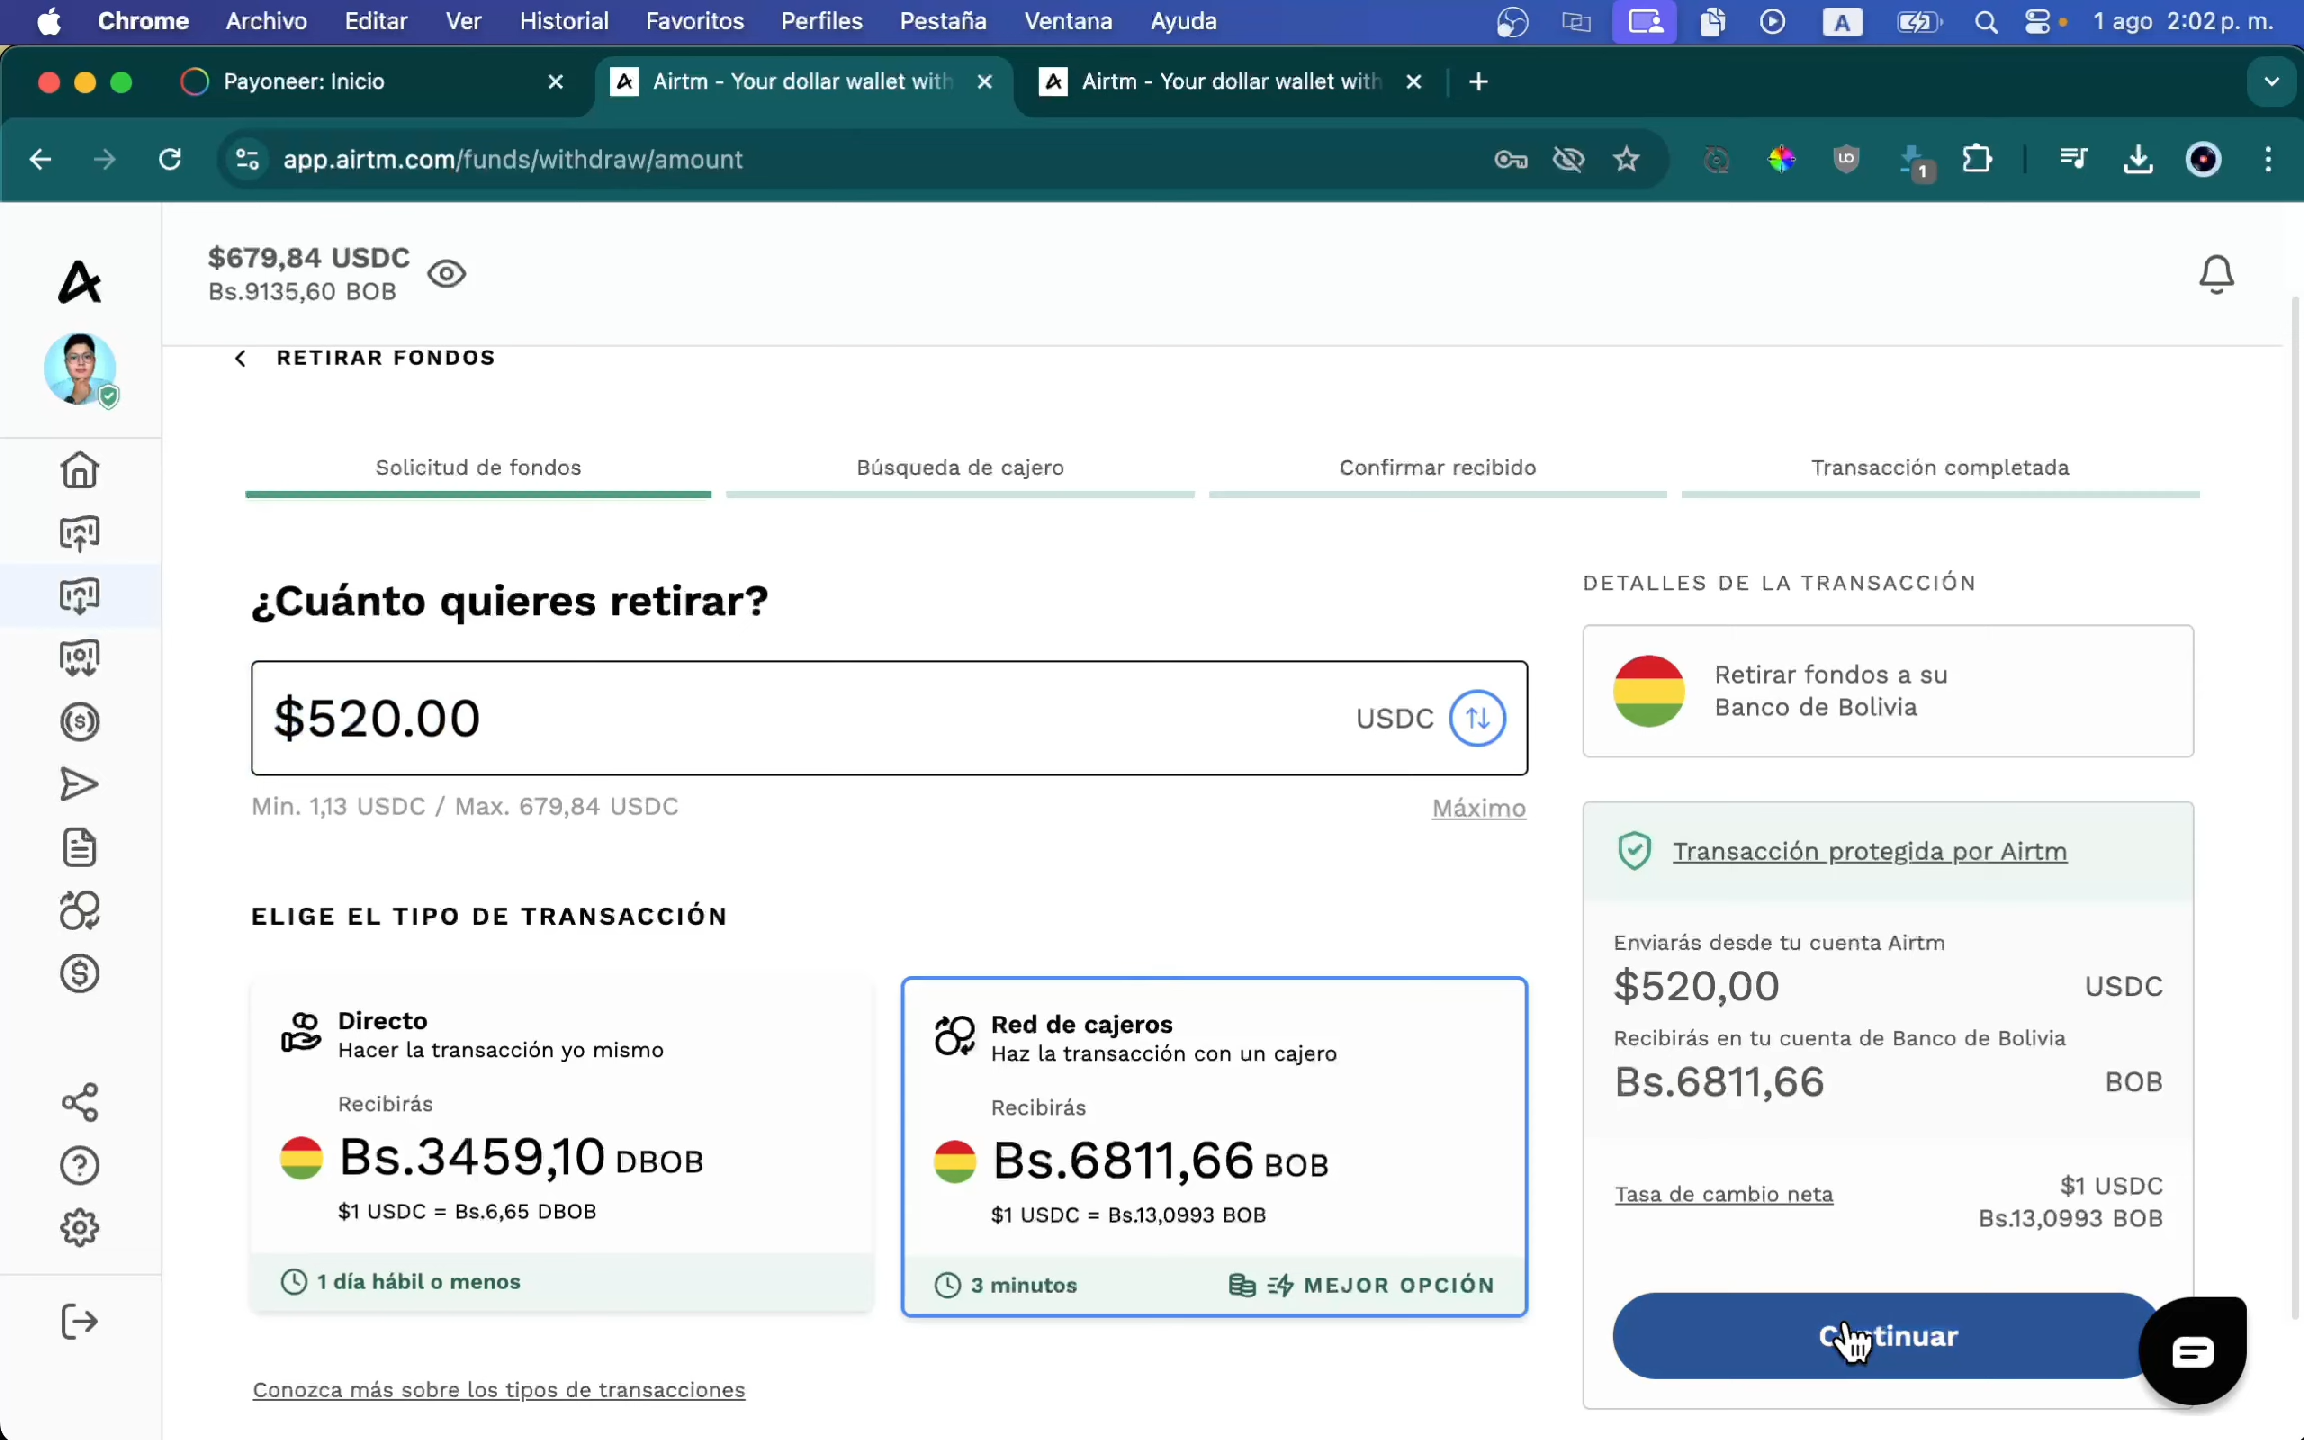 Chrome Archivo Editar Ver Historial Favoritos Perfiles Pestaña Ventana Ayuda A 1 ago 2:02 p. m.
Payoneer: Inicio Airtm - Your dollar wallet with Airtm - Your dollar wallet with
app.airtm.com/funds/withdraw/amount 1
$679,84 USDC
Bs.9135,60 BOB
RETIRAR FONDOS
Solicitud de fondos Búsqueda de cajero Confirmar recibido Transacción completada
¿Cuánto quieres retirar?
$520.00 USDC
Min. 1,13 USDC / Max. 679,84 USDC Máximo
ELIGE EL TIPO DE TRANSACCIÓN
Directo
Hacer la transacción yo mismo
Recibirás
Bs.3459,10 DBOB
$1 USDC = Bs.6,65 DBOB
1 día hábil o menos
Red de cajeros
Haz la transacción con un cajero
Recibirás
Bs.6811,66 BOB
$1 USDC = Bs.13,0993 BOB
3 minutos MEJOR OPCIÓN
Conozca más sobre los tipos de transacciones
DETALLES DE LA TRANSACCIÓN
Retirar fondos a su
Banco de Bolivia
Transacción protegida por Airtm
Enviarás desde tu cuenta Airtm
$520,00 USDC
Recibirás en tu cuenta de Banco de Bolivia
Bs.6811,66 BOB
Tasa de cambio neta
$1 USDC
Bs.13,0993 BOB
Continuar